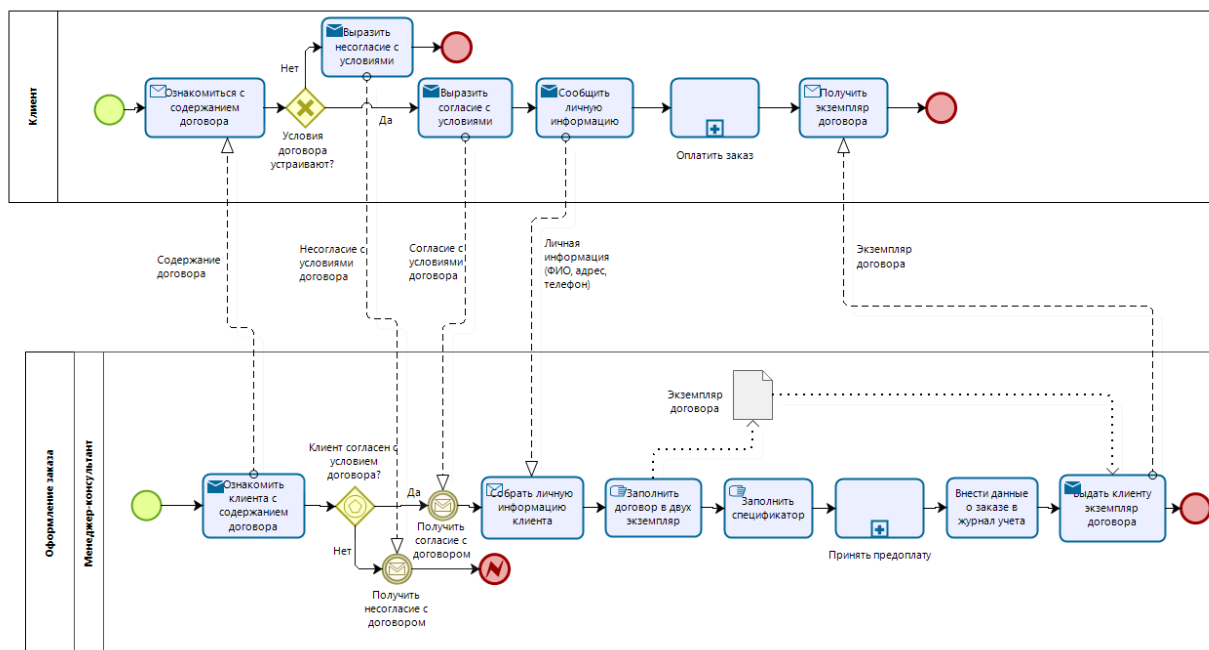 Клиент
Выразить
несогласие с
условиями
Нет
Ознакомиться с
содержанием
договора
Условия
договора
устраивают?
Да
Выразить
согласие с
условиями
Сообщить
личную
информацию
Оплатить заказ
Получить
экземпляр
договора
Содержание
договора
Несогласие с
условиями
договора
Согласие с
условиями
договора
Личная
информация
(ФИО, адрес,
телефон)
Экземпляр
договора
Оформление заказа
Менеджер-консультант
Ознакомить
клиента с
содержанием
договора
Клиент согласен с
условием
договора?
Да
Нет
Получить
согласие с
договором
Получить
несогласие с
договором
Собрать личную
информацию
клиента
Заполнить
договор в двух
экземпляр
Экземпляр
договора
Заполнить
спецификатор
Принять предоплату
Внести данные
о заказе в
журнал учета
Выдать клиенту
экземпляр
договора